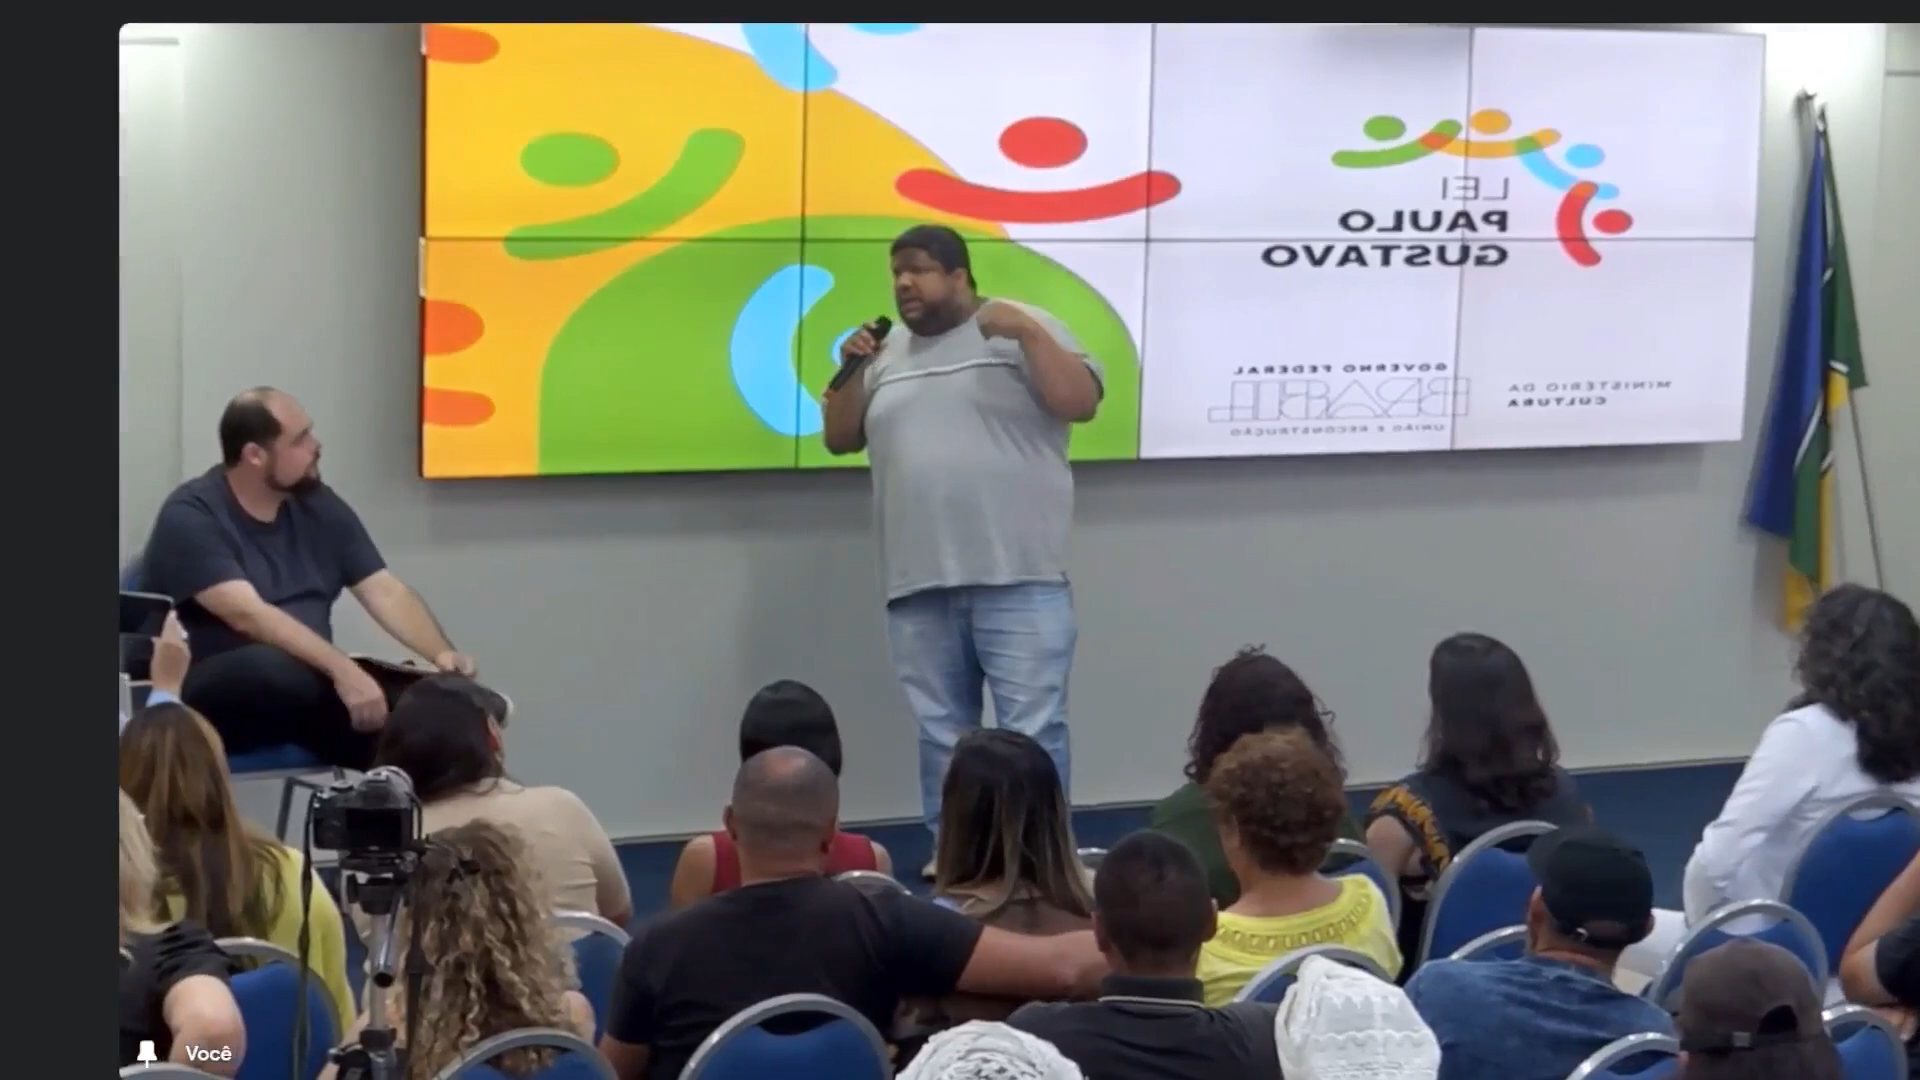 LEI
PAULO
GUSTAVO
GOVERNO FEDERAL
BRASIL
UNIÃO E RECONSTRUÇÃO
MINISTÉRIO DA
CULTURA
Você